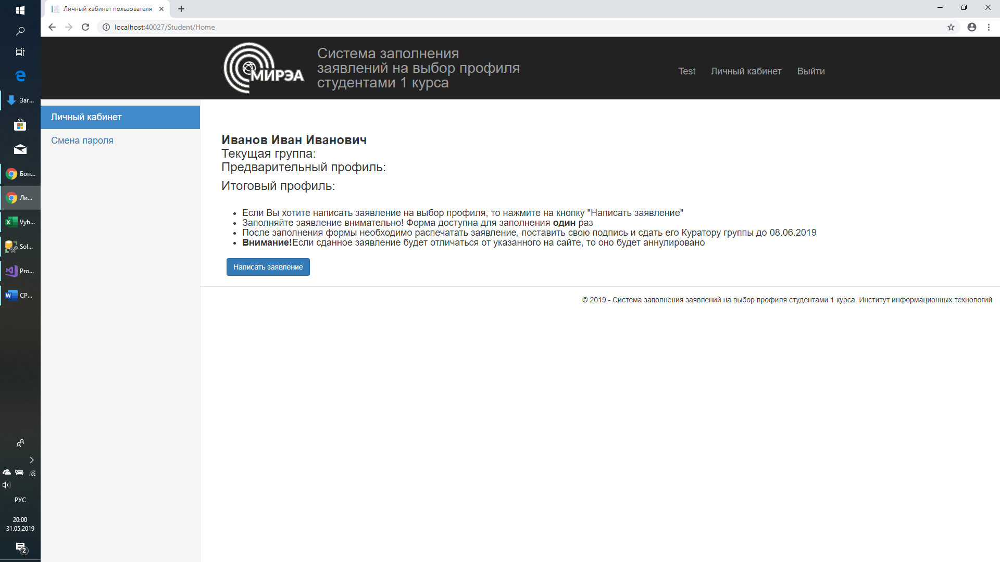 Личный кабинет пользователя
localhost:40027/Student/Home
МИРЭА
Система заполнения
заявлений на выбор профиля
студентами 1 курса
Test
Личный кабинет
Выйти
Личный кабинет
Смена пароля
Иванов Иван Иванович
Текущая группа:
Предварительный профиль:
Итоговый профиль:
Если Вы хотите написать заявление на выбор профиля, то нажмите на кнопку "Написать заявление"
Заполняйте заявление внимательно! Форма доступна для заполнения один раз
После заполнения формы необходимо распечатать заявление, поставить свою подпись и сдать его Куратору группы до 08.06.2019
Внимание!Если сданное заявление будет отличаться от указанного на сайте, то оно будет аннулировано
Написать заявление
© 2019 - Система заполнения заявлений на выбор профиля студентами 1 курса. Институт информационных технологий
Заг...
Бон...
Ли...
Vyb...
Sol...
Pro...
СР...
РУС
20:00
31.05.2019
2